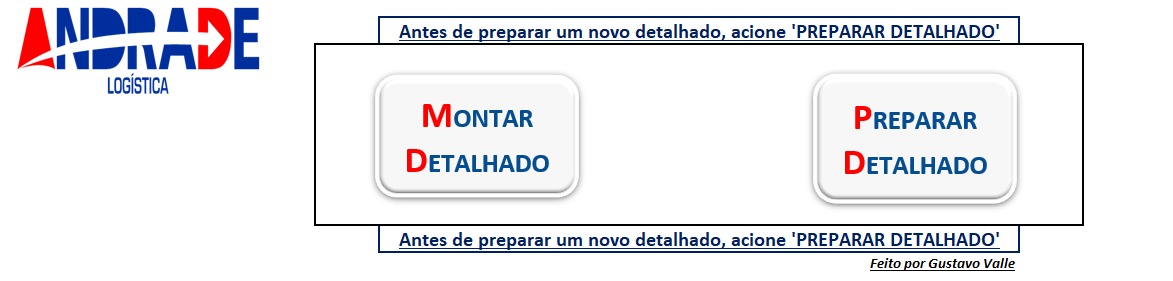 ANDRADE
LOGÍSTICA
Antes de preparar um novo detalhado, acione 'PREPARAR DETALHADO'
MONTAR
DETALHADO
PREPARAR
DETALHADO
Antes de preparar um novo detalhado, acione 'PREPARAR DETALHADO'
Feito por Gustavo Valle